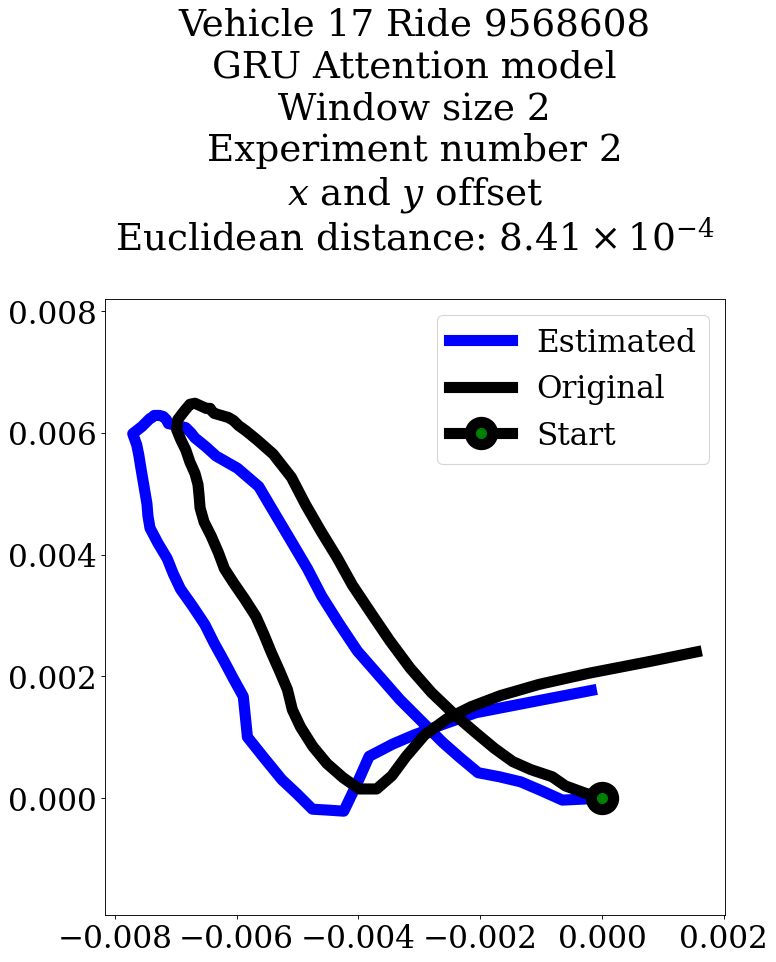 Vehicle 17 Ride 9568608
GRU Attention model
Window size 2
Experiment number 2
x and y offset
Euclidean distance: 8.41 × 10⁻⁴
Estimated
Original
Start
0.008
0.006
0.004
0.002
0.000
−0.008 −0.006 −0.004 −0.002 0.000 0.002